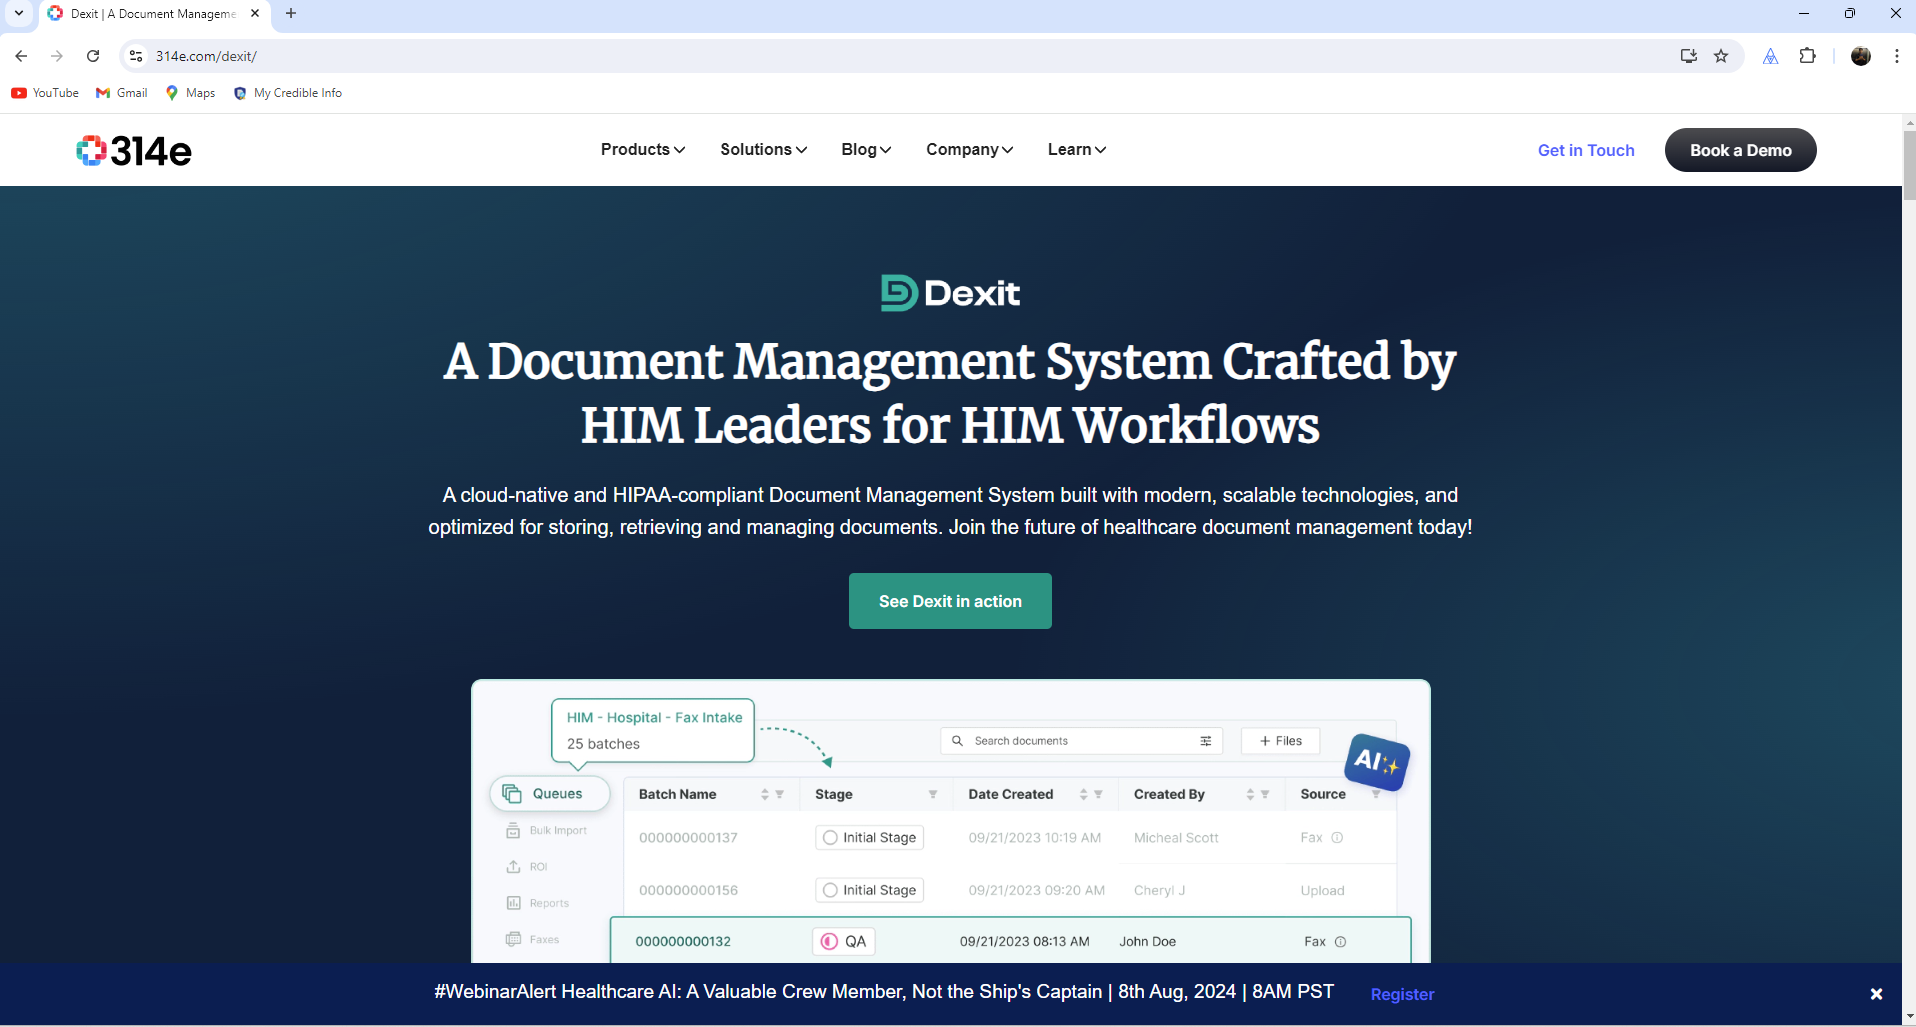 Dexit | A Document Manageme
314e.com/dexit/
YouTube
Gmail
Maps
My Credible Info
314e
Products
Solutions
Blog
Company
Learn
Get in Touch
Book a Demo
Dexit
A Document Management System Crafted by
HIM Leaders for HIM Workflows
A cloud-native and HIPAA-compliant Document Management System built with modern, scalable technologies, and
optimized for storing, retrieving and managing documents. Join the future of healthcare document management today!
See Dexit in action
HIM - Hospital - Fax Intake
25 batches
Search documents
+ Files
AI
Queues
Bulk Import
ROI
Reports
Faxes
Batch Name Stage Date Created Created By Source
000000000137 Initial Stage 09/21/2023 10:19 AM Micheal Scott Fax
000000000156 Initial Stage 09/21/2023 09:20 AM Cheryl J Upload
000000000132 QA 09/21/2023 08:13 AM John Doe Fax
#WebinarAlert Healthcare AI: A Valuable Crew Member, Not the Ship's Captain | 8th Aug, 2024 | 8AM PST Register